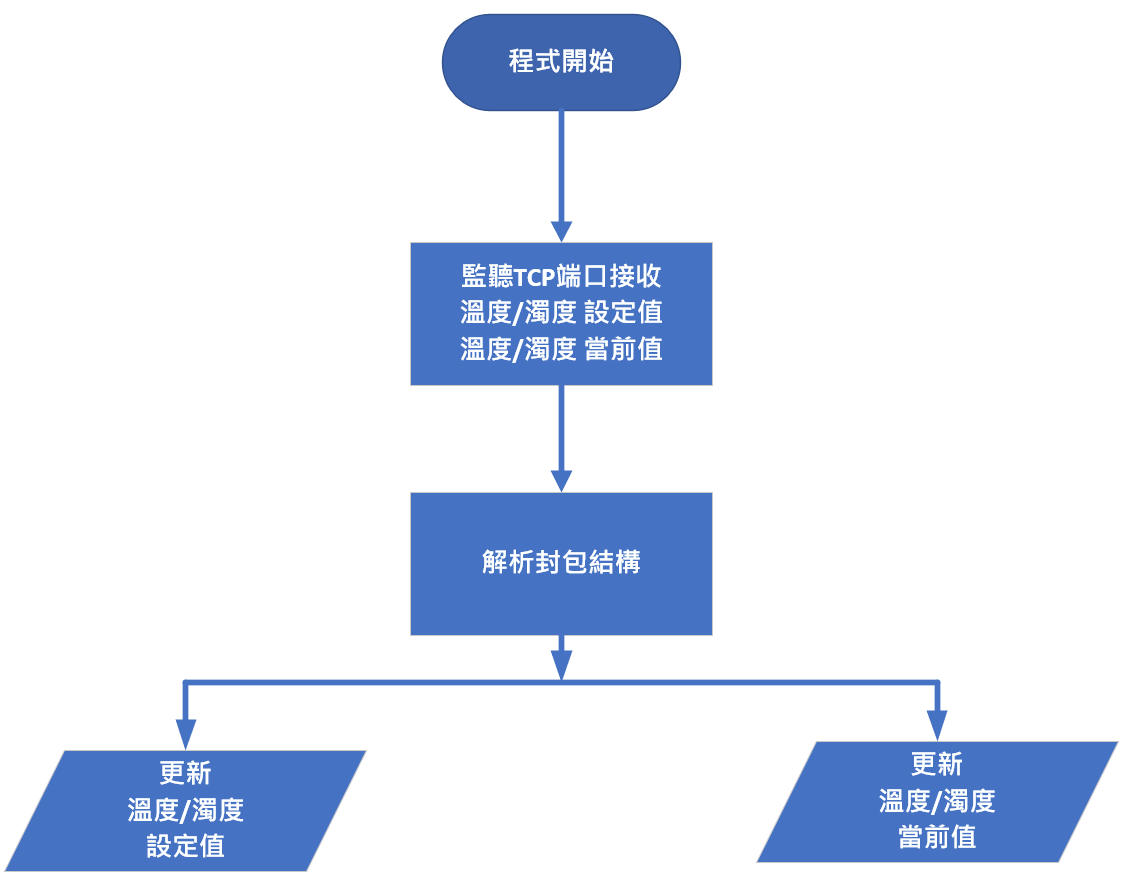 程式開始
監聽TCP端口接收
溫度/濁度 設定值
溫度/濁度 當前值
解析封包結構
更新
溫度/濁度
設定值
更新
溫度/濁度
當前值